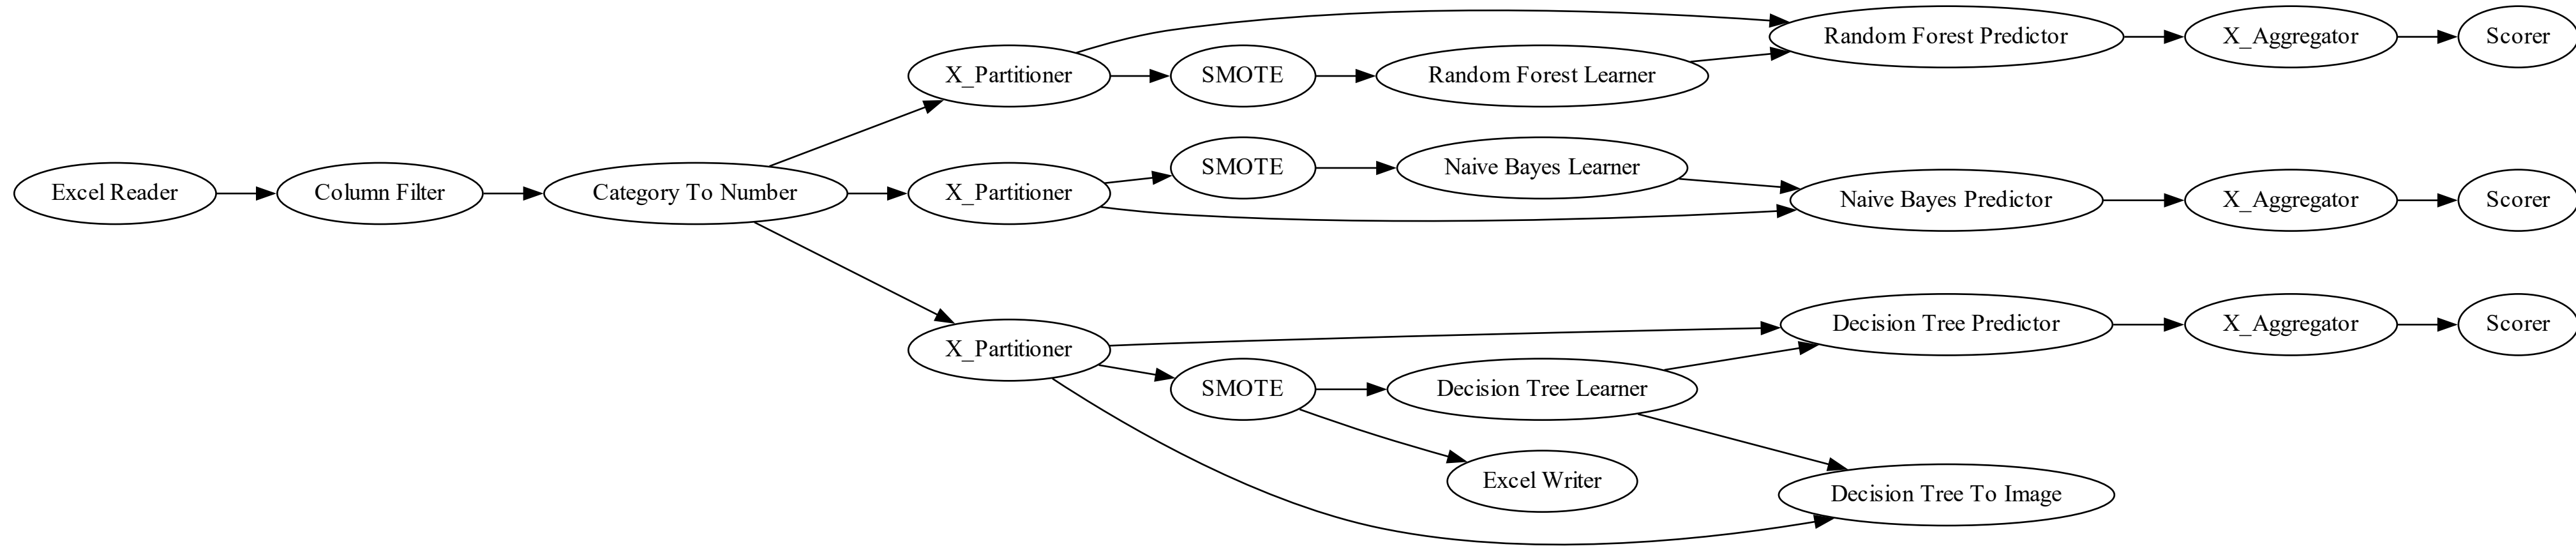 Excel Reader
Column Filter
Category To Number
X_Partitioner
SMOTE
Random Forest Learner
Random Forest Predictor
X_Aggregator
Scorer
X_Partitioner
SMOTE
Naive Bayes Learner
Naive Bayes Predictor
X_Aggregator
Scorer
X_Partitioner
SMOTE
Decision Tree Learner
Decision Tree Predictor
X_Aggregator
Scorer
Excel Writer
Decision Tree To Image